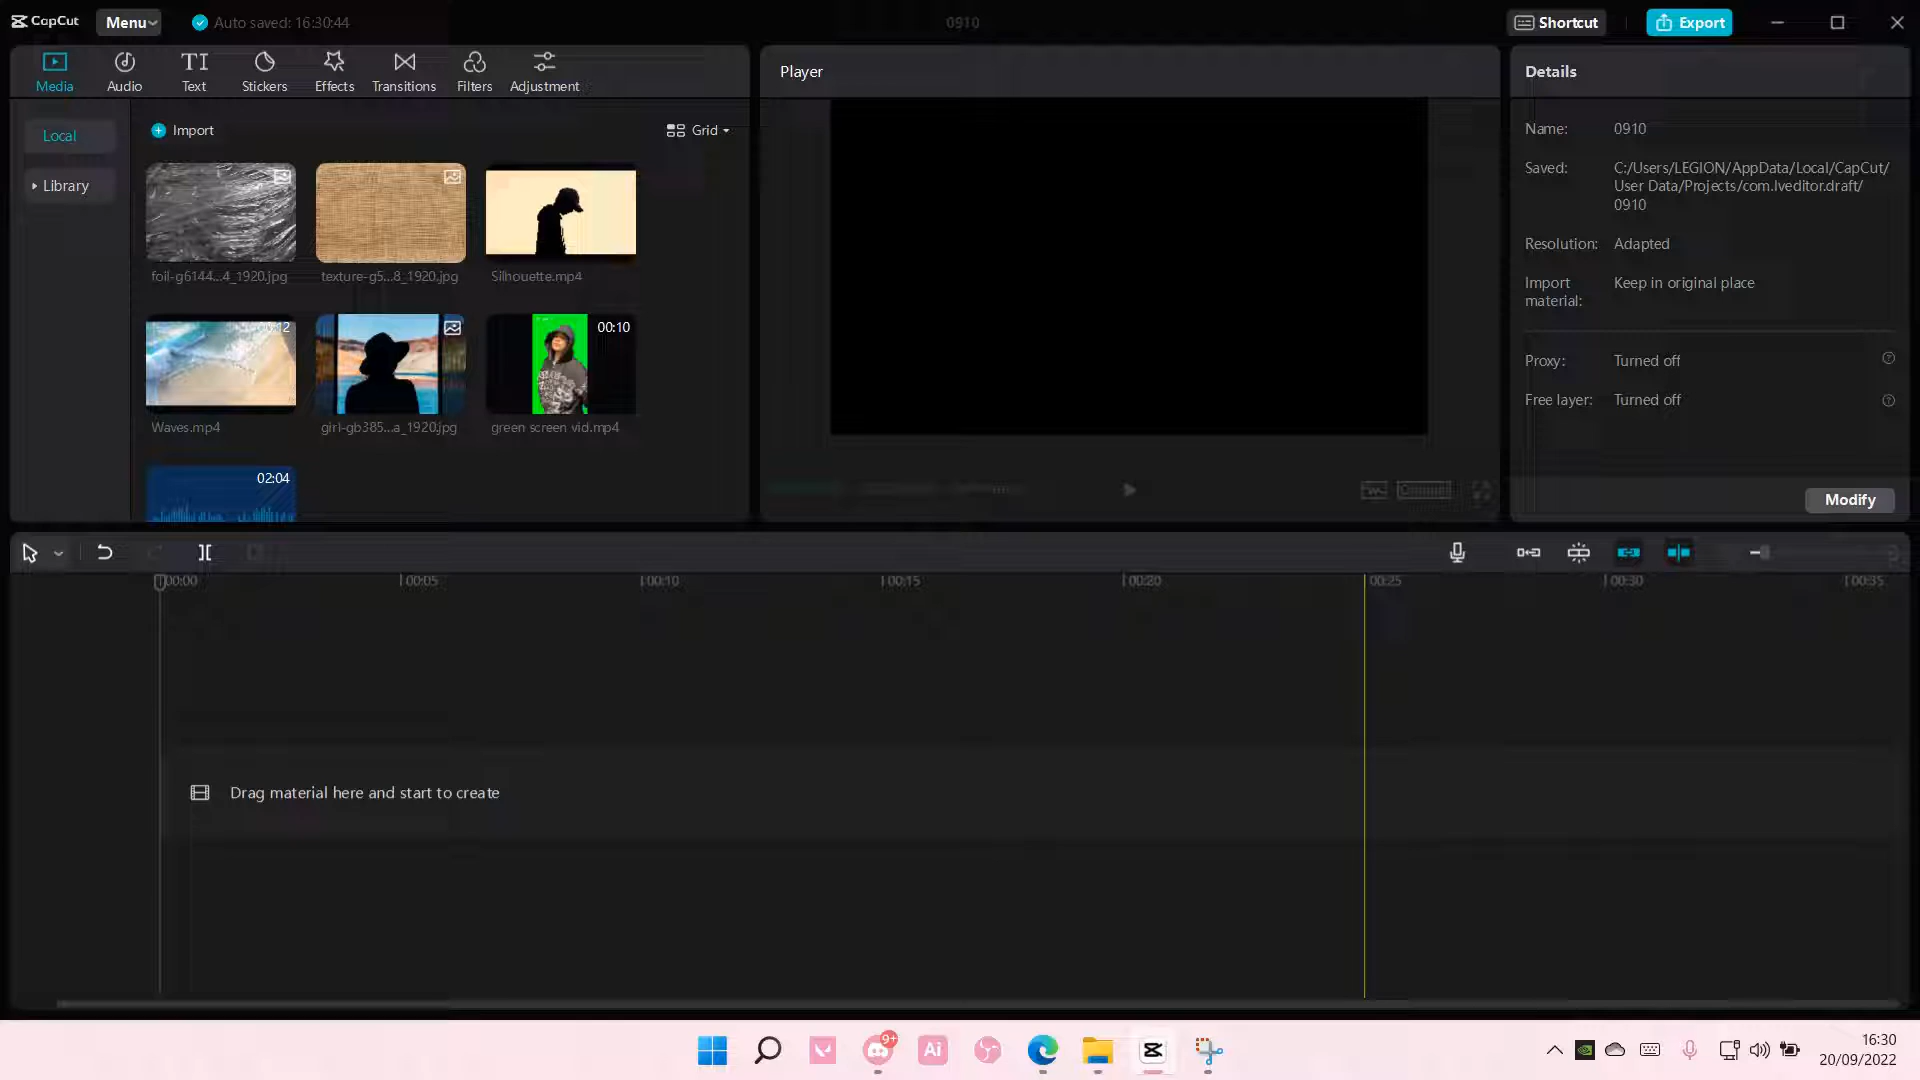 CapCut
Menu
Auto saved: 16:30:44
0910
Shortcut
Export
Media
Audio
Text
Stickers
Effects
Transitions
Filters
Adjustment
Player
Details
Local
Library
Import
Grid
foil-g6144...4_1920.jpg
texture-g5...8_1920.jpg
Silhouette.mp4
00:10
Waves.mp4
girl-gb385...a_1920.jpg
green screen vid.mp4
02:04
Name: 0910
Saved: C:/Users/LEGION/AppData/Local/CapCut/
User Data/Projects/com.lveditor.draft/
0910
Resolution: Adapted
Import Keep in original place
material:
Proxy: Turned off
Free layer: Turned off
Modify
00:00 00:05 00:10 00:15 00:20 00:25 00:30 00:35
Drag material here and start to create
9+
Ai
16:30
20/09/2022